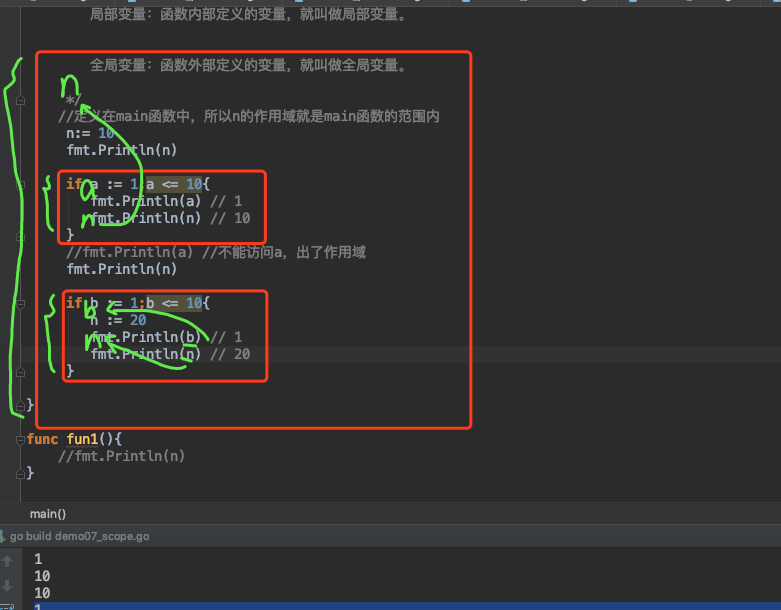 局部变量：函数内部定义的变量，就叫做局部变量。
全局变量：函数外部定义的变量，就叫做全局变量。
n
*/
//定义在main函数中，所以n的作用域就是main函数的范围内
n:= 10
fmt.Println(n)
if a := 1;a <= 10{
a
fmt.Println(a) // 1
n
fmt.Println(n) // 10
}
//fmt.Println(a) //不能访问a，出了作用域
fmt.Println(n)
if b := 1;b <= 10{
b
n := 20
fmt.Println(b) // 1
n
fmt.Println(n) // 20
}
}
func fun1(){
//fmt.Println(n)
}
main()
go build demo07_scope.go
1
10
10
1